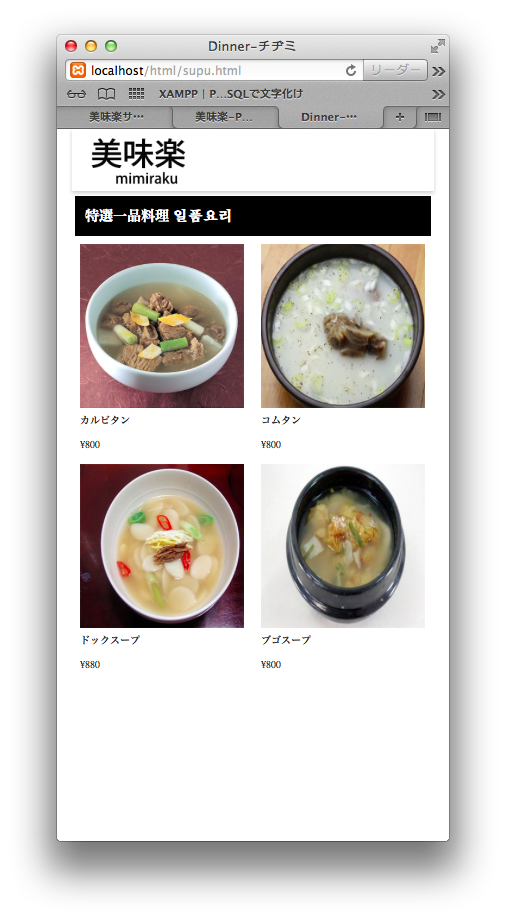 Dinner-チヂミ
localhost/html/supu.html
リーダー
XAMPP | P...SQLで文字化け
美味楽サ…
美味楽-P...
Dinner-…
美味楽
mimiraku
特選一品料理 일품요리
カルビタン
コムタン
¥800
¥800
ドックスープ
プゴスープ
¥880
¥800